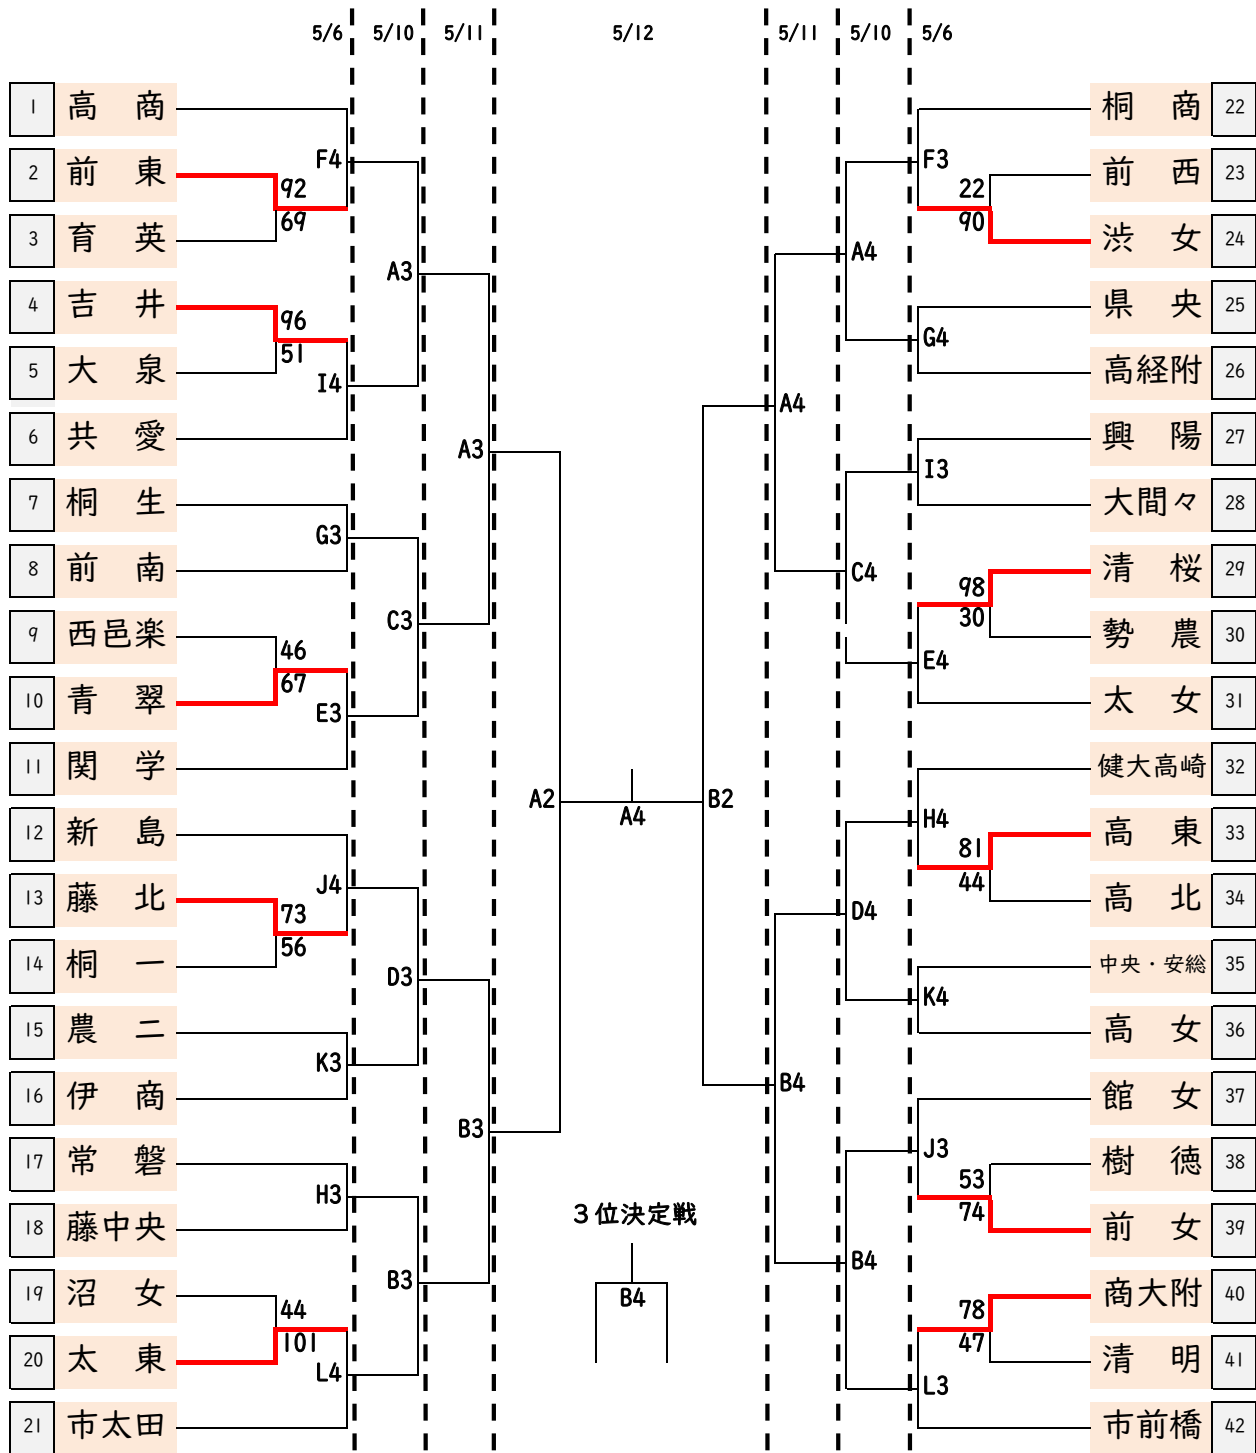 5/6 5/10 5/11 5/12 5/11 5/10 5/6
1 高商
2 前東
3 育英
4 吉井
5 大泉
6 共愛
7 桐生
8 前南
9 西邑楽
10 青翠
11 関学
12 新島
13 藤北
14 桐一
15 農二
16 伊商
17 常磐
18 藤中央
19 沼女
20 太東
21 市太田
F4
92
69
96
51
I4
G3
46
67
E3
J4
73
56
K3
H3
44
101
L4
A3
C3
D3
B3
A3
B3
A2
A4
B2
3位決定戦
B4
A4
B4
A4
C4
D4
B4
F3
22
90
G4
I3
98
30
E4
H4
81
44
K4
J3
53
74
78
47
L3
桐商 22
前西 23
渋女 24
県央 25
高経附 26
興陽 27
大間々 28
清桜 29
勢農 30
太女 31
健大高崎 32
高東 33
高北 34
中央・安総 35
高女 36
館女 37
樹徳 38
前女 39
商大附 40
清明 41
市前橋 42